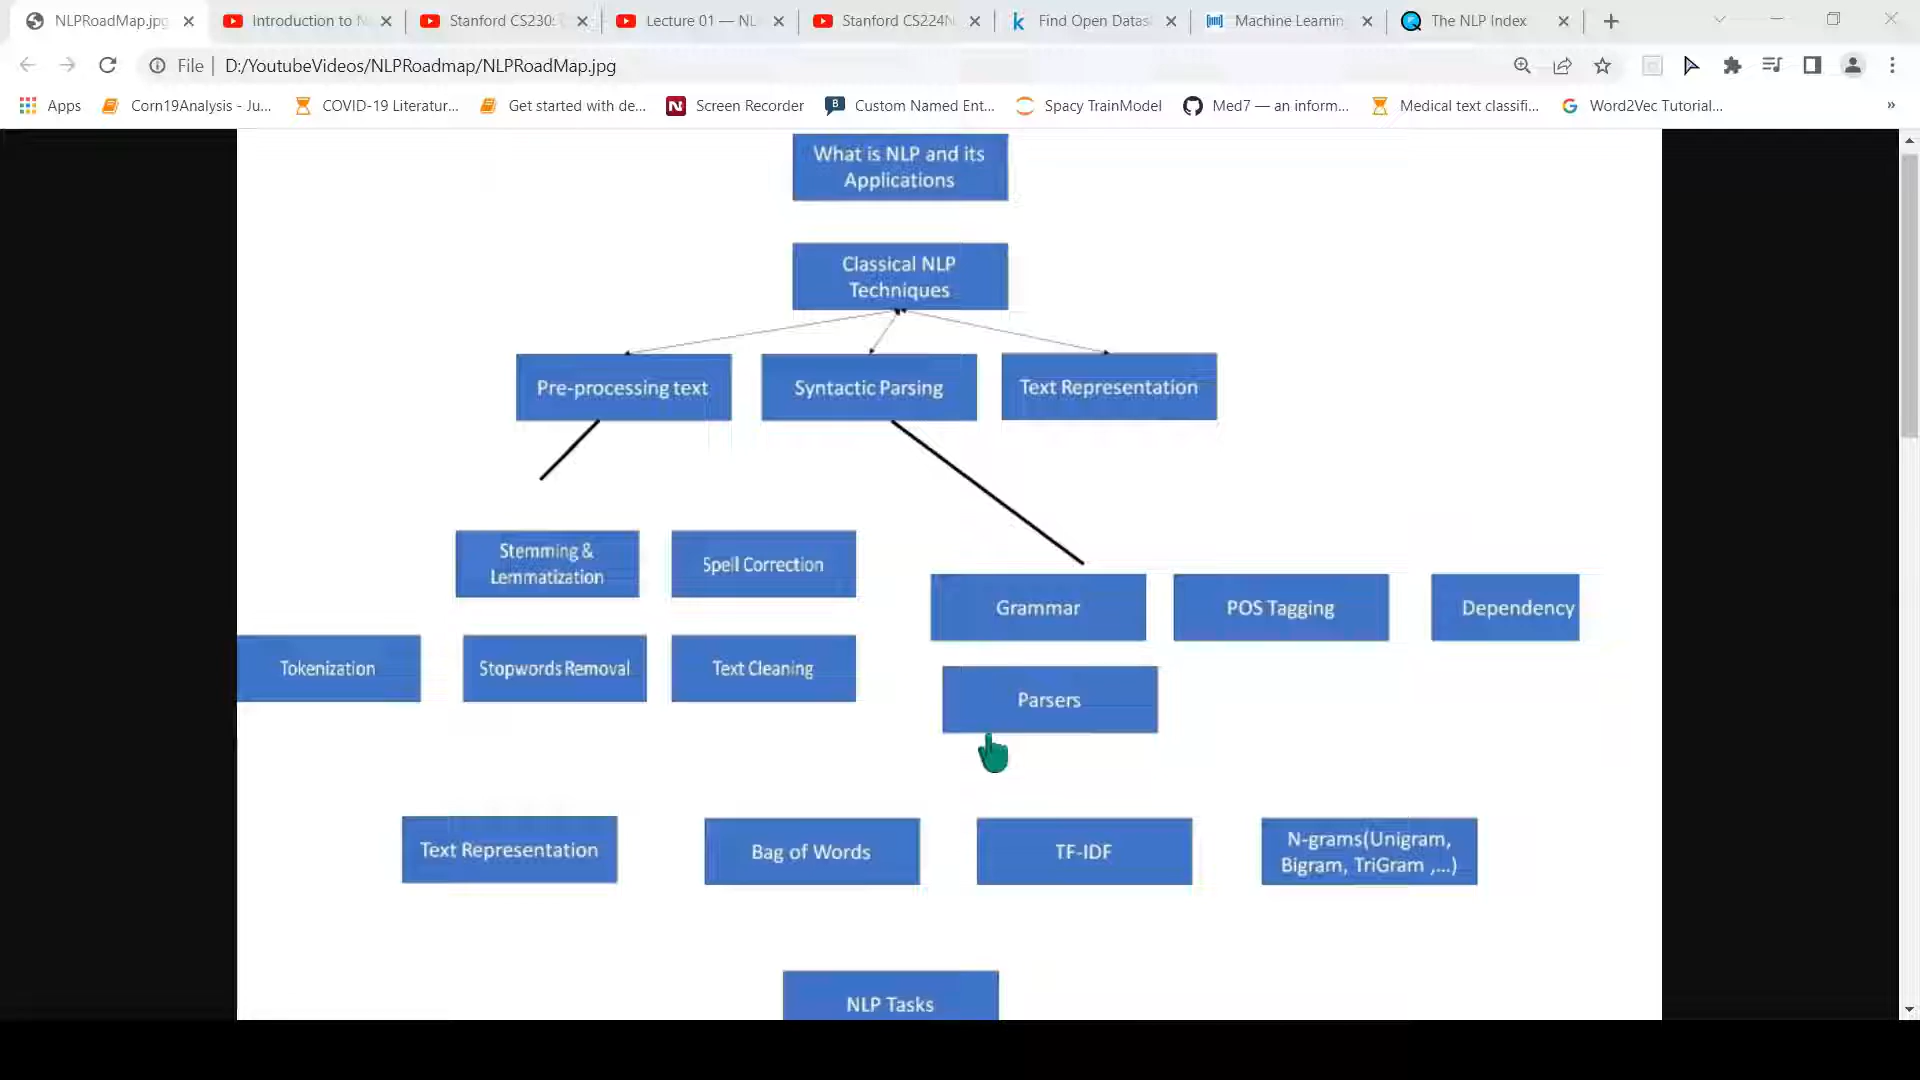 NLPRoadMap.jpg
Introduction to N
Stanford CS230:
Lecture 01 — NL
Stanford CS224N
Find Open Datas
Machine Learnin
The NLP Index
File
D:/YoutubeVideos/NLPRoadmap/NLPRoadMap.jpg
Apps
Corn19Analysis - Ju...
COVID-19 Literatur...
Get started with de...
Screen Recorder
Custom Named Ent...
Spacy TrainModel
Med7 — an inform...
Medical text classifi...
Word2Vec Tutorial...
»
What is NLP and its
Applications
Classical NLP
Techniques
Pre-processing text
Syntactic Parsing
Text Representation
Stemming &
Lemmatization
Spell Correction
Grammar
POS Tagging
Dependency
Tokenization
Stopwords Removal
Text Cleaning
Parsers
Text Representation
Bag of Words
TF-IDF
N-grams(Unigram,
Bigram, TriGram ,...)
NLP Tasks